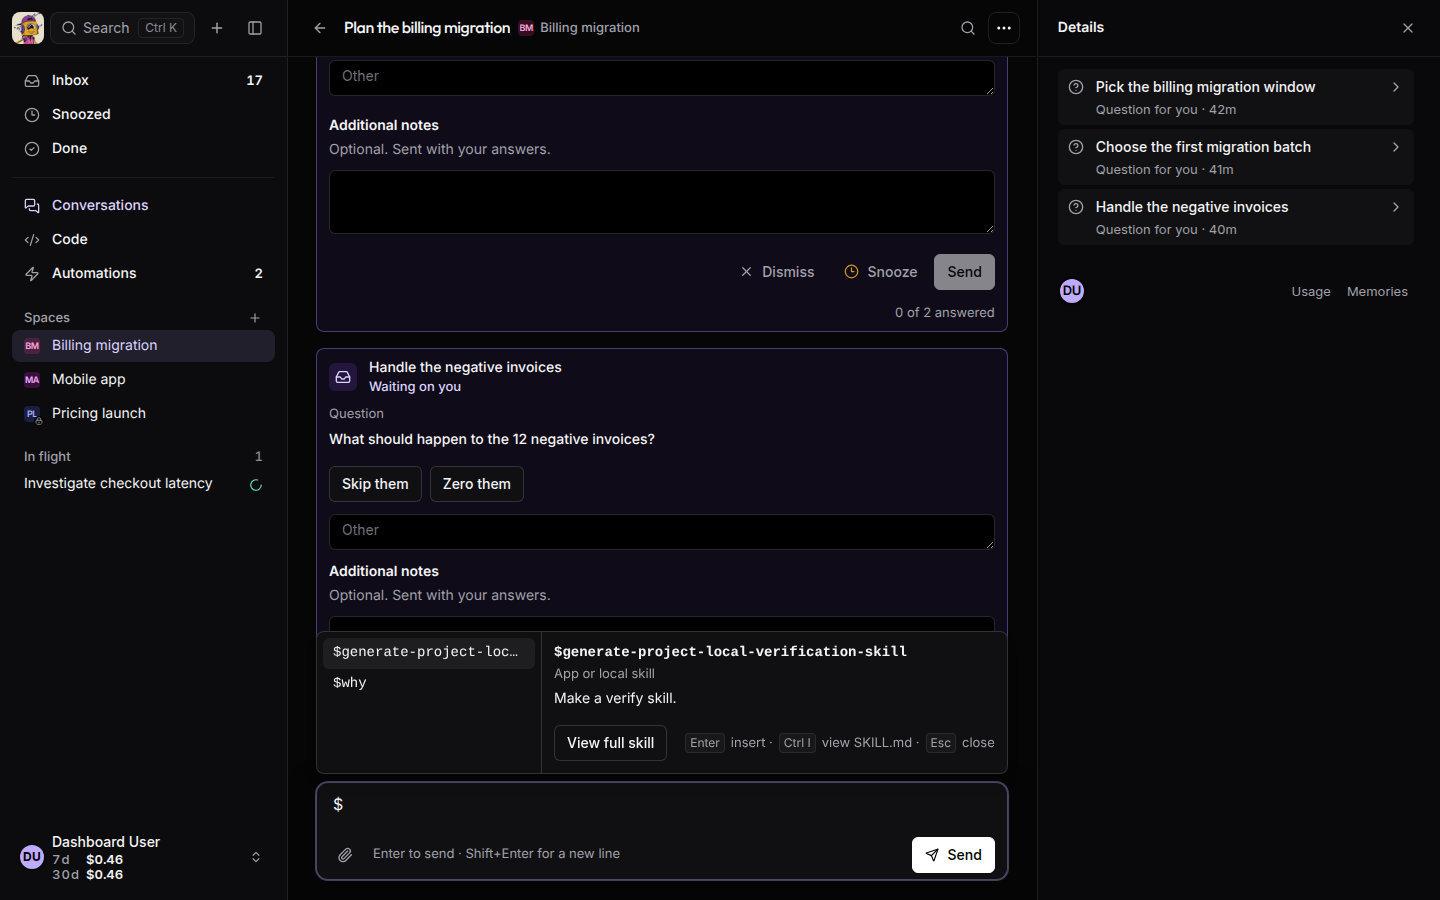 Search Ctrl K
Inbox 17
Snoozed
Done
Conversations
Code
Automations 2
Spaces
BM Billing migration
MA Mobile app
PL Pricing launch
In flight 1
Investigate checkout latency
DU Dashboard User
7d $0.46
30d $0.46
Plan the billing migration BM Billing migration
Other
Additional notes
Optional. Sent with your answers.
Dismiss Snooze Send
0 of 2 answered
Handle the negative invoices
Waiting on you
Question
What should happen to the 12 negative invoices?
Skip them Zero them
Other
Additional notes
Optional. Sent with your answers.
$generate-project-loc…
$why
$generate-project-local-verification-skill
App or local skill
Make a verify skill.
View full skill Enter insert · Ctrl I view SKILL.md · Esc close
$
Enter to send · Shift+Enter for a new line Send
Details
Pick the billing migration window
Question for you · 42m
Choose the first migration batch
Question for you · 41m
Handle the negative invoices
Question for you · 40m
DU Usage Memories